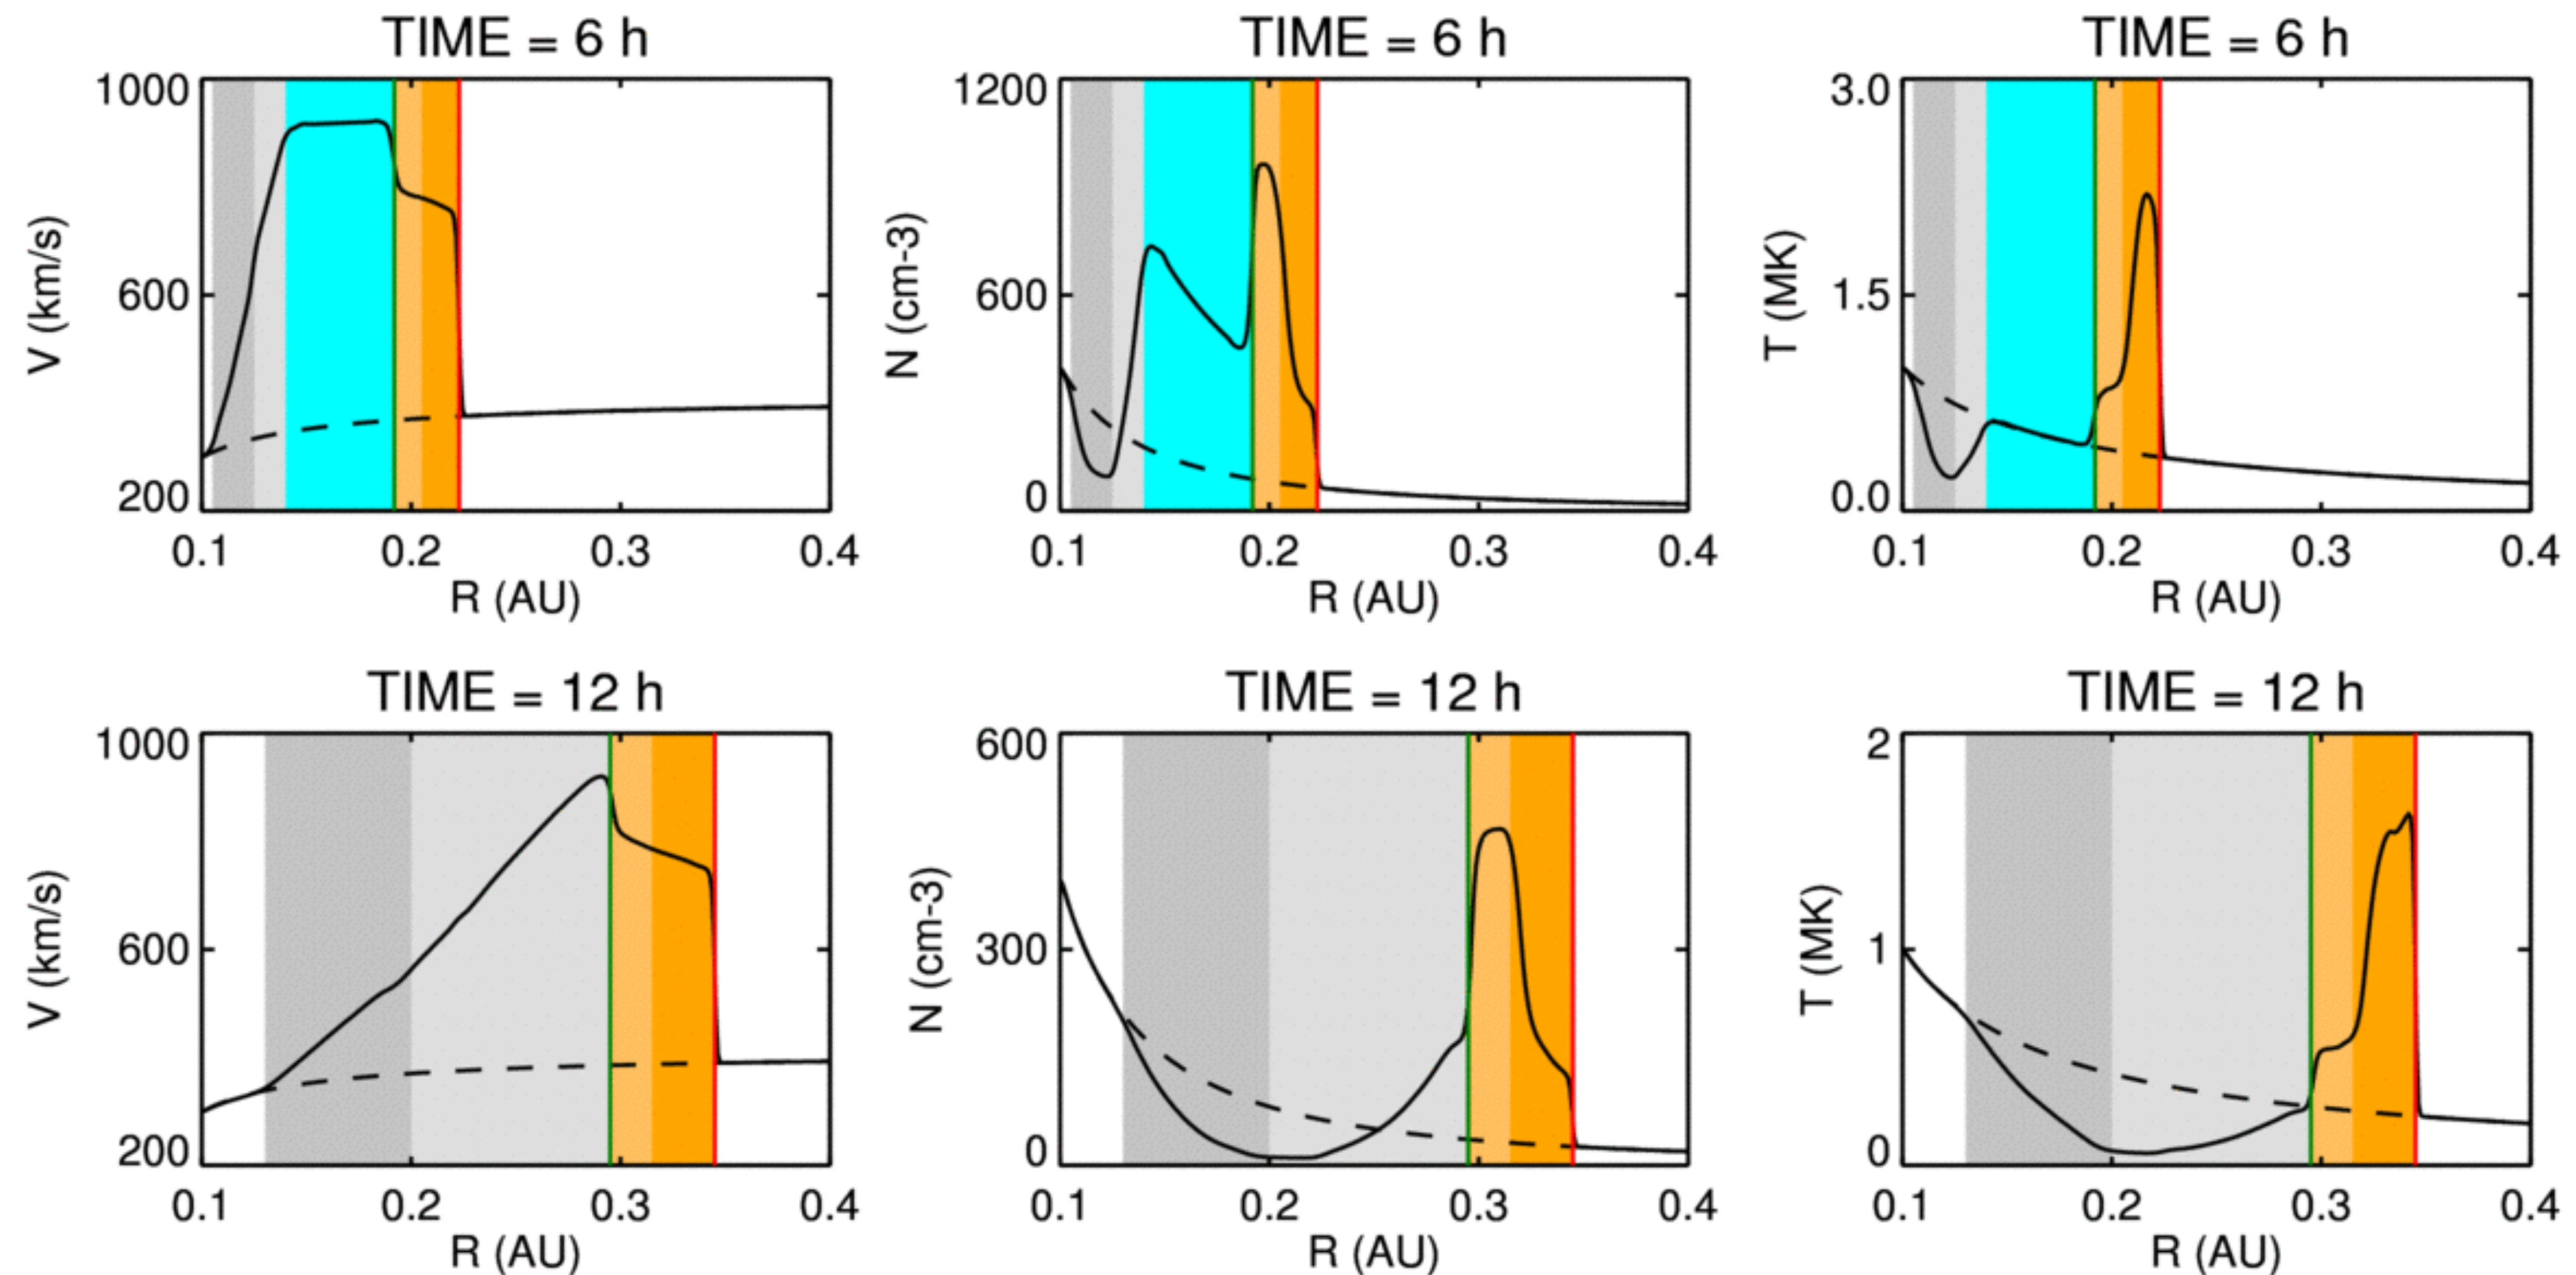 TIME = 6 h
1000
600
200
V (km/s)
0.1 0.2 0.3 0.4
R (AU)
TIME = 6 h
1200
600
0
N (cm-3)
0.1 0.2 0.3 0.4
R (AU)
TIME = 6 h
3.0
1.5
0.0
T (MK)
0.1 0.2 0.3 0.4
R (AU)
TIME = 12 h
1000
600
200
V (km/s)
0.1 0.2 0.3 0.4
R (AU)
TIME = 12 h
600
300
0
N (cm-3)
0.1 0.2 0.3 0.4
R (AU)
TIME = 12 h
2
1
0
T (MK)
0.1 0.2 0.3 0.4
R (AU)